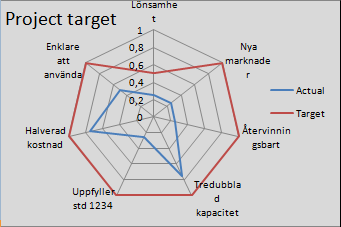 Project target
Lönsamhe
t
1
0,8
0,6
0,4
0,2
0
Nya
marknade
r
Återvinnin
gsbart
Tredubbla
d
kapacitet
Uppfyller
std 1234
Halverad
kostnad
Enklare
att
använda
Actual
Target